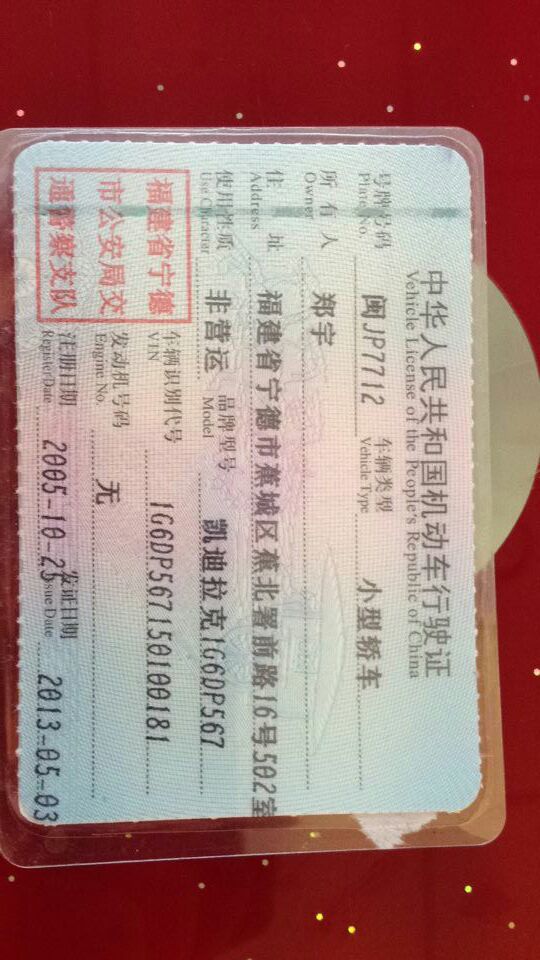 中华人民共和国机动车行驶证
Vehicle License of the People's Republic of China
号牌号码 闽JP7712 车辆类型 小型轿车
Plate No. Vehicle Type
所有人 郑宇
Owner
住址 福建省宁德市蕉城区蕉北署前路16号502室
Address
使用性质 非营运 品牌型号 凯迪拉克1G6DP567
Use Character Model
福建省宁德
市公安局交
通警察支队
车辆识别代号 1G6DP567150100181
VIN
发动机号码 无
Engine No.
注册日期 2005-10-25 发证日期 2013-05-03
Register Date Issue Date